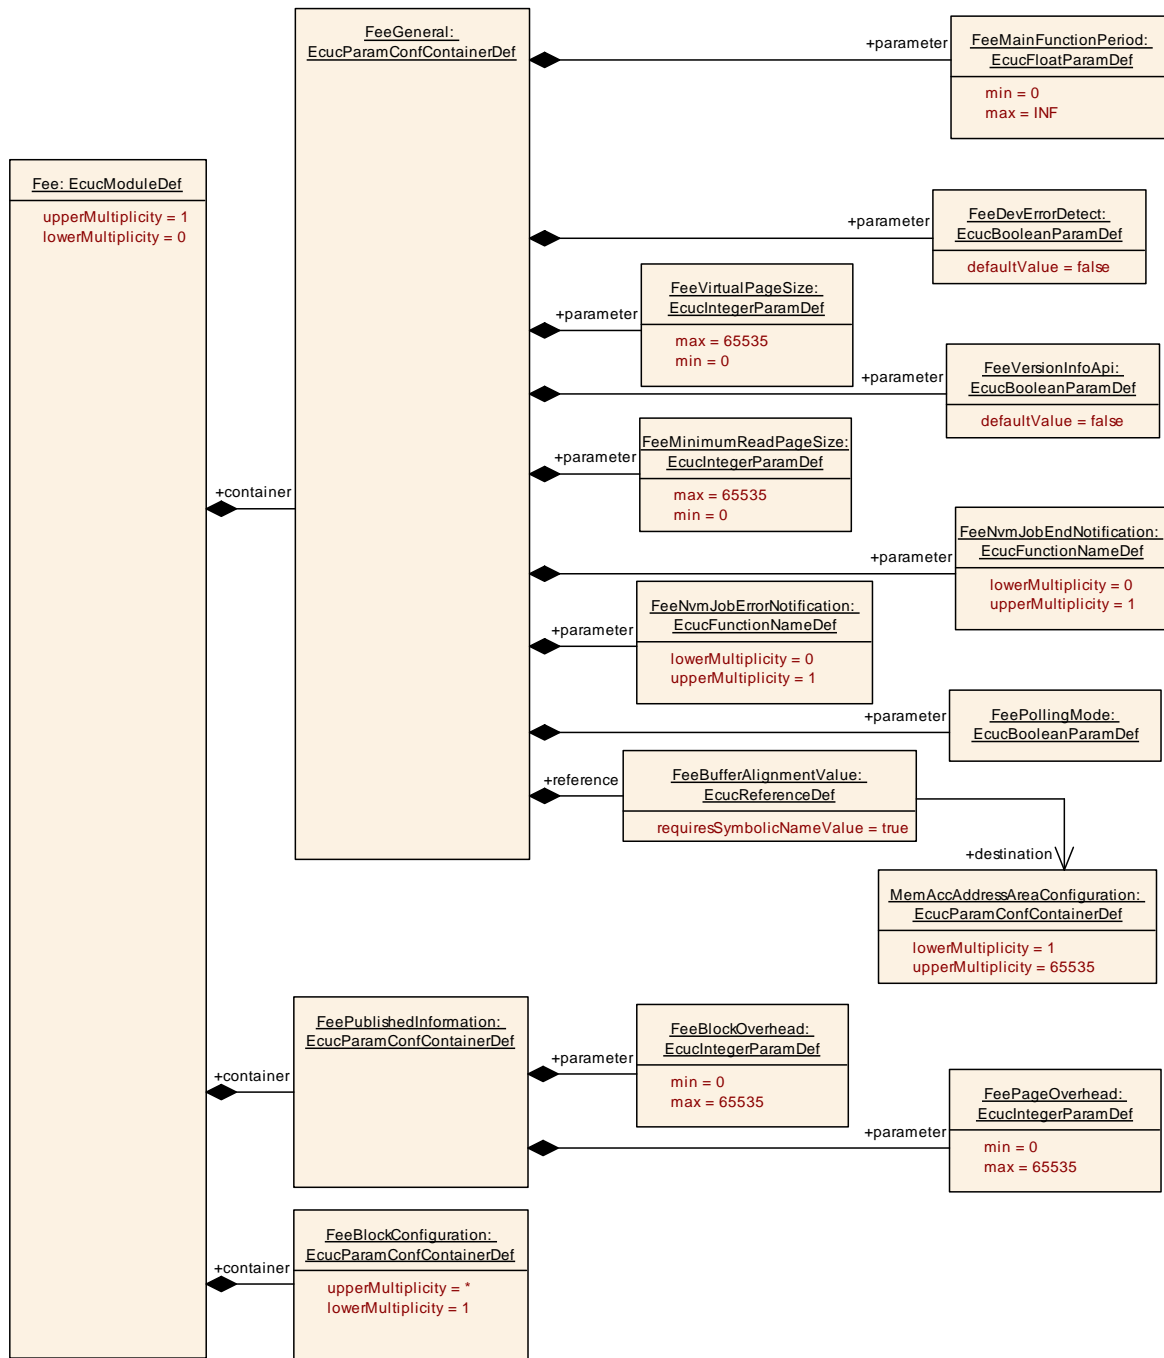 FeeGeneral:
EcucParamConfContainerDef
+parameter
FeeMainFunctionPeriod:
EcucFloatParamDef
min = 0
max = INF
Fee: EcucModuleDef
upperMultiplicity = 1
lowerMultiplicity = 0
+parameter
FeeDevErrorDetect:
EcucBooleanParamDef
defaultValue = false
+parameter
FeeVirtualPageSize:
EcucIntegerParamDef
max = 65535
min = 0
+parameter
FeeVersionInfoApi:
EcucBooleanParamDef
defaultValue = false
+parameter
FeeMinimumReadPageSize:
EcucIntegerParamDef
max = 65535
min = 0
+container
+parameter
FeeNvmJobEndNotification:
EcucFunctionNameDef
lowerMultiplicity = 0
upperMultiplicity = 1
+parameter
FeeNvmJobErrorNotification:
EcucFunctionNameDef
lowerMultiplicity = 0
upperMultiplicity = 1
+parameter
FeePollingMode:
EcucBooleanParamDef
+reference
FeeBufferAlignmentValue:
EcucReferenceDef
requiresSymbolicNameValue = true
+destination
MemAccAddressAreaConfiguration:
EcucParamConfContainerDef
lowerMultiplicity = 1
upperMultiplicity = 65535
+container
FeePublishedInformation:
EcucParamConfContainerDef
+parameter
FeeBlockOverhead:
EcucIntegerParamDef
min = 0
max = 65535
+parameter
FeePageOverhead:
EcucIntegerParamDef
min = 0
max = 65535
+container
FeeBlockConfiguration:
EcucParamConfContainerDef
upperMultiplicity = *
lowerMultiplicity = 1